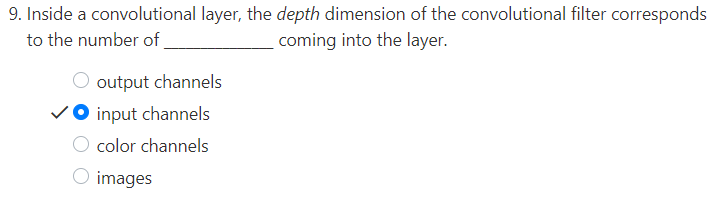 9. Inside a convolutional layer, the depth dimension of the convolutional filter corresponds
to the number of _____________ coming into the layer.
output channels
input channels
color channels
images